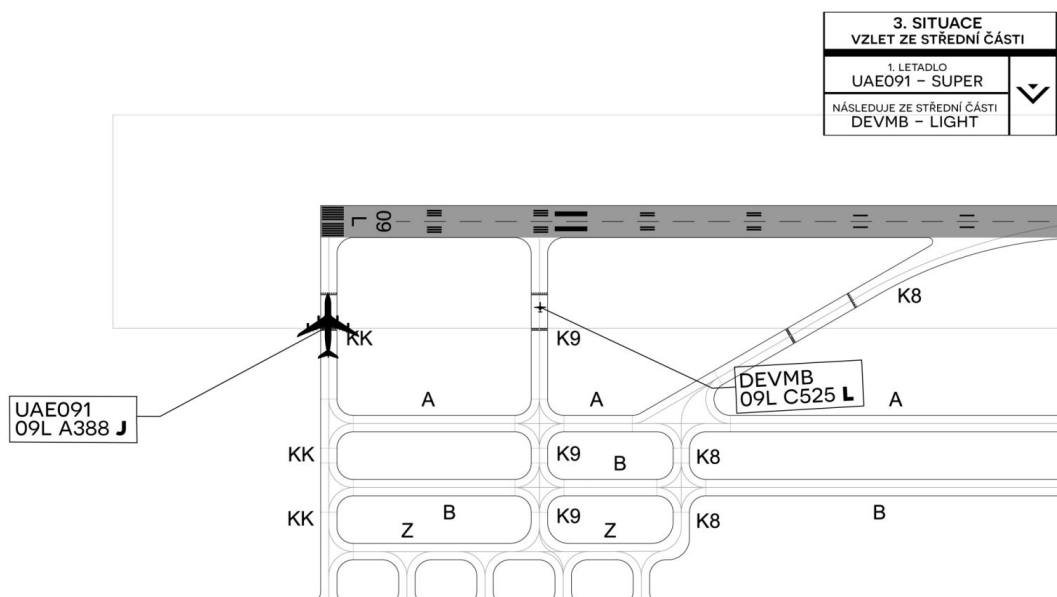 3. SITUACE
VZLET ZE STŘEDNÍ ČÁSTI
1. LETADLO
UAE091 – SUPER
NÁSLEDUJE ZE STŘEDNÍ ČÁSTI
DEVMB – LIGHT
09
L
KK
K9
K8
DEVMB
09L C525 L
UAE091
09L A388 J
A
A
A
KK
K9
B
K8
KK
B
Z
K9
Z
K8
B